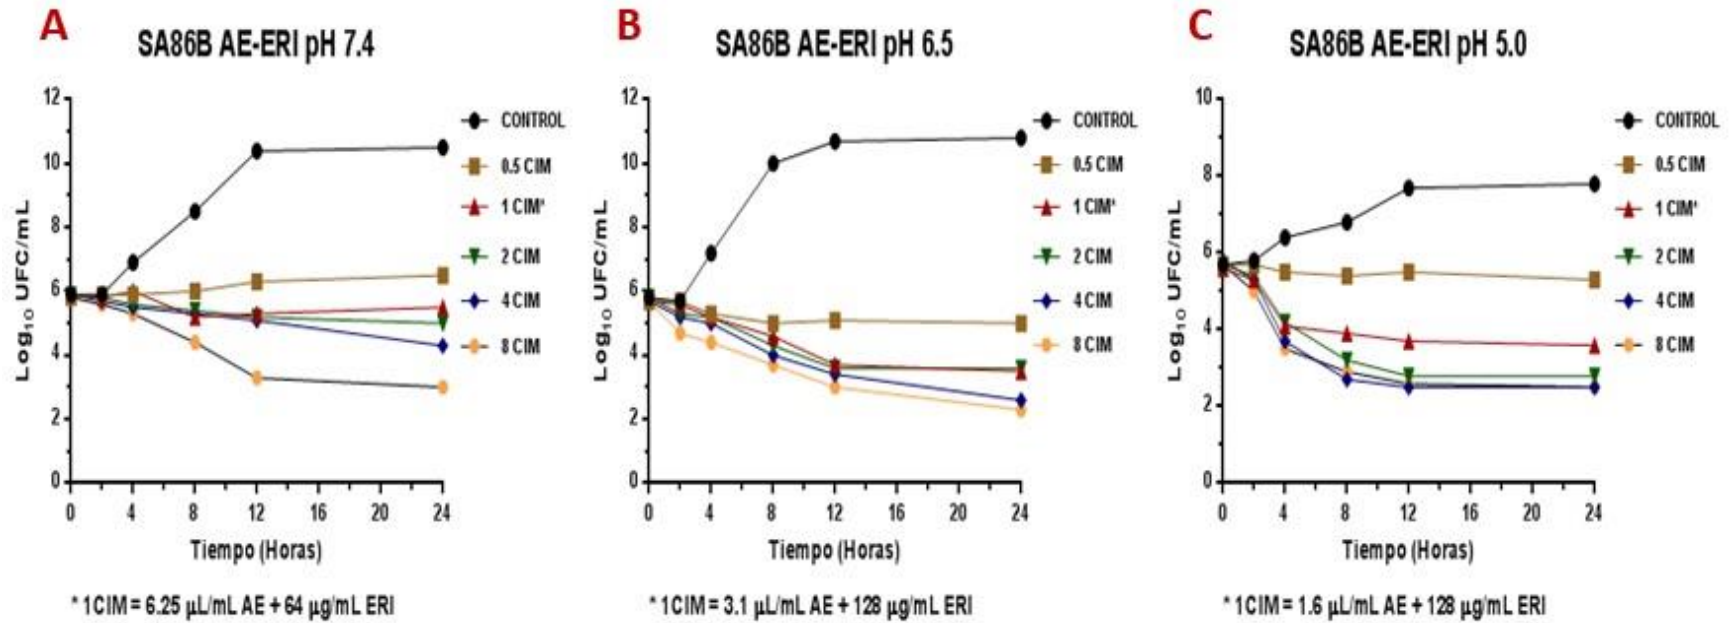 A
SA86B AE-ERI pH 7.4
12
10
8
6
4
2
0
Log₁₀ UFC/mL
0 4 8 12 16 20 24
Tiempo (Horas)
CONTROL
0.5 CIM
1 CIM*
2 CIM
4 CIM
8 CIM
* 1CIM = 6.25 µL/mL AE + 64 µg/mL ERI
B
SA86B AE-ERI pH 6.5
12
10
8
6
4
2
0
Log₁₀ UFC/mL
0 4 8 12 16 20 24
Tiempo (Horas)
CONTROL
0.5 CIM
1 CIM*
2 CIM
4 CIM
8 CIM
* 1CIM = 3.1 µL/mL AE + 128 µg/mL ERI
C
SA86B AE-ERI pH 5.0
10
8
6
4
2
0
Log₁₀ UFC/mL
0 4 8 12 16 20 24
Tiempo (Horas)
CONTROL
0.5 CIM
1 CIM*
2 CIM
4 CIM
8 CIM
* 1CIM = 1.6 µL/mL AE + 128 µg/mL ERI